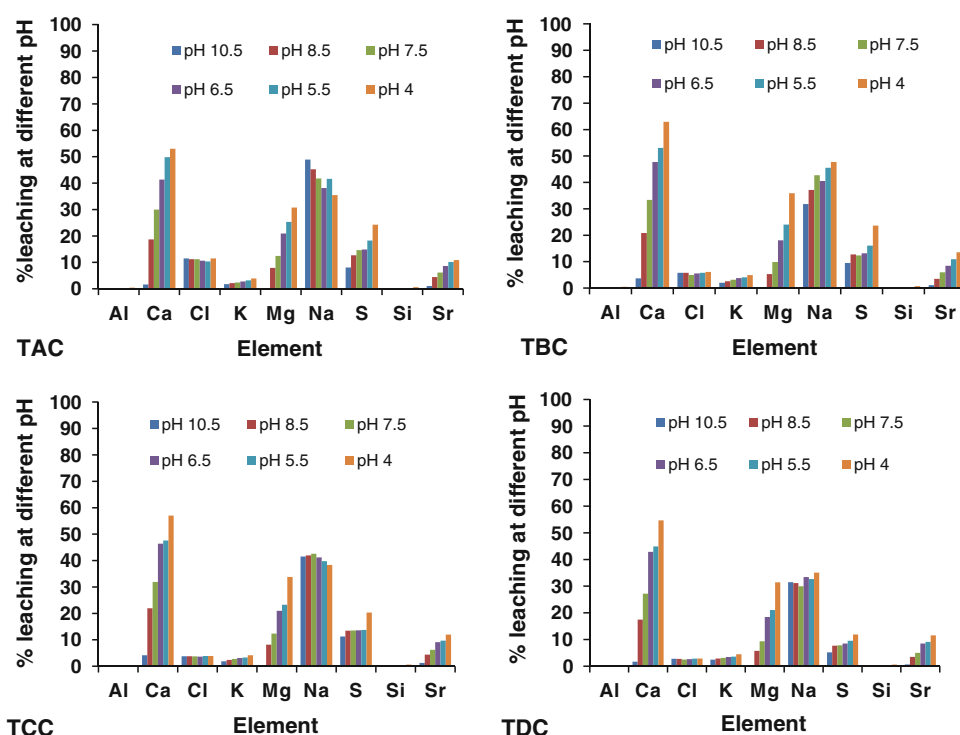 %leaching at different pH
100
90
80
70
60
50
40
30
20
10
0
pH 10.5 pH 8.5 pH 7.5
pH 6.5 pH 5.5 pH 4
Al Ca Cl K Mg Na S Si Sr
TAC Element
% leaching at different pH
100
90
80
70
60
50
40
30
20
10
0
pH 10.5 pH 8.5 pH 7.5
pH 6.5 pH 5.5 pH 4
Al Ca Cl K Mg Na S Si Sr
TBC Element
% leaching at different pH
100
90
80
70
60
50
40
30
20
10
0
pH 10.5 pH 8.5 pH 7.5
pH 6.5 pH 5.5 pH 4
Al Ca Cl K Mg Na S Si Sr
TCC Element
% leaching at different pH
100
90
80
70
60
50
40
30
20
10
0
pH 10.5 pH 8.5 pH 7.5
pH 6.5 pH 5.5 pH 4
Al Ca Cl K Mg Na S Si Sr
TDC Element